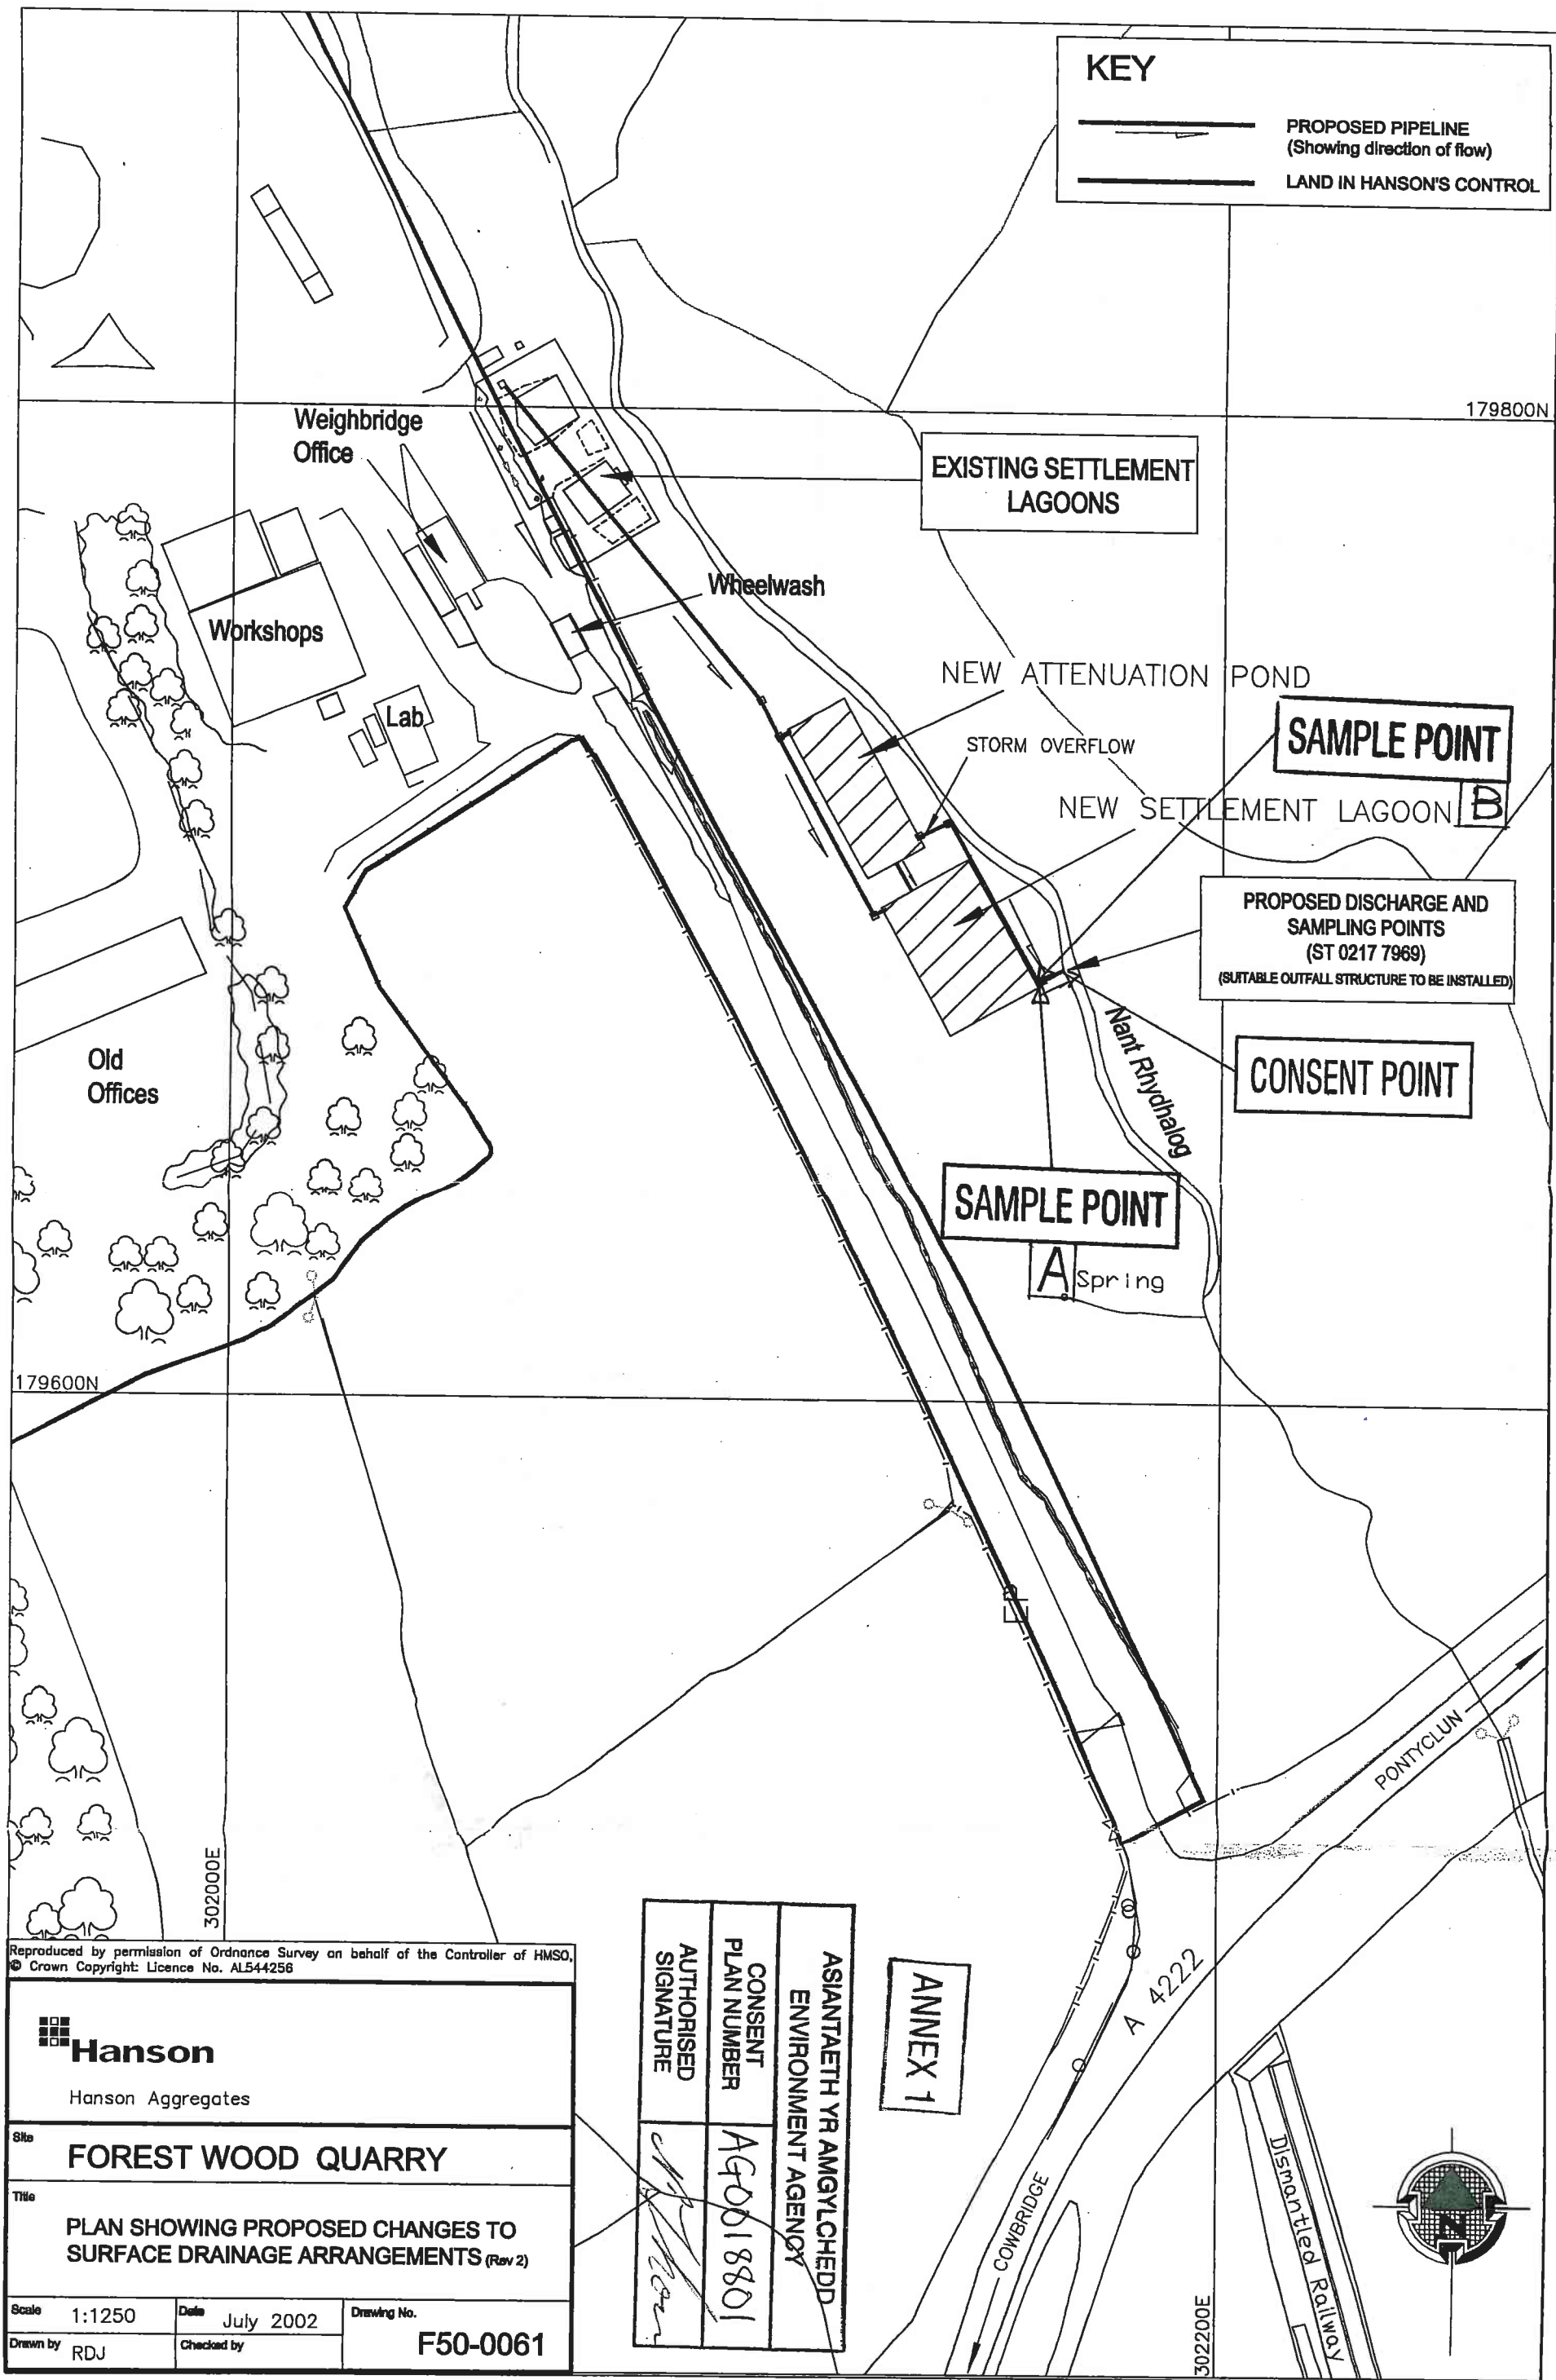 KEY
PROPOSED PIPELINE
(Showing direction of flow)
LAND IN HANSON'S CONTROL
179800N
Weighbridge
Office
EXISTING SETTLEMENT
LAGOONS
Wheelwash
Workshops
Lab
NEW ATTENUATION POND
STORM OVERFLOW
SAMPLE POINT
B
NEW SETTLEMENT LAGOON
PROPOSED DISCHARGE AND
SAMPLING POINTS
(ST 0217 7969)
(SUITABLE OUTFALL STRUCTURE TO BE INSTALLED)
Old
Offices
Nant Rhydhalog
CONSENT POINT
SAMPLE POINT
A
Spring
179600N
PONTYCLUN
302000E
A 4222
COWBRIDGE
Dismantled Railway
302200E
N
ANNEX 1
ASIANTAETH YR AMGYLCHEDD
ENVIRONMENT AGENCY
CONSENT
PLAN NUMBER
AG0018801
AUTHORISED
SIGNATURE
Reproduced by permission of Ordnance Survey on behalf of the Controller of HMSO,
© Crown Copyright: Licence No. AL544256
Hanson
Hanson Aggregates
Site
FOREST WOOD QUARRY
Title
PLAN SHOWING PROPOSED CHANGES TO
SURFACE DRAINAGE ARRANGEMENTS (Rev 2)
Scale 1:1250
Date July 2002
Drawing No.
F50-0061
Drawn by RDJ
Checked by